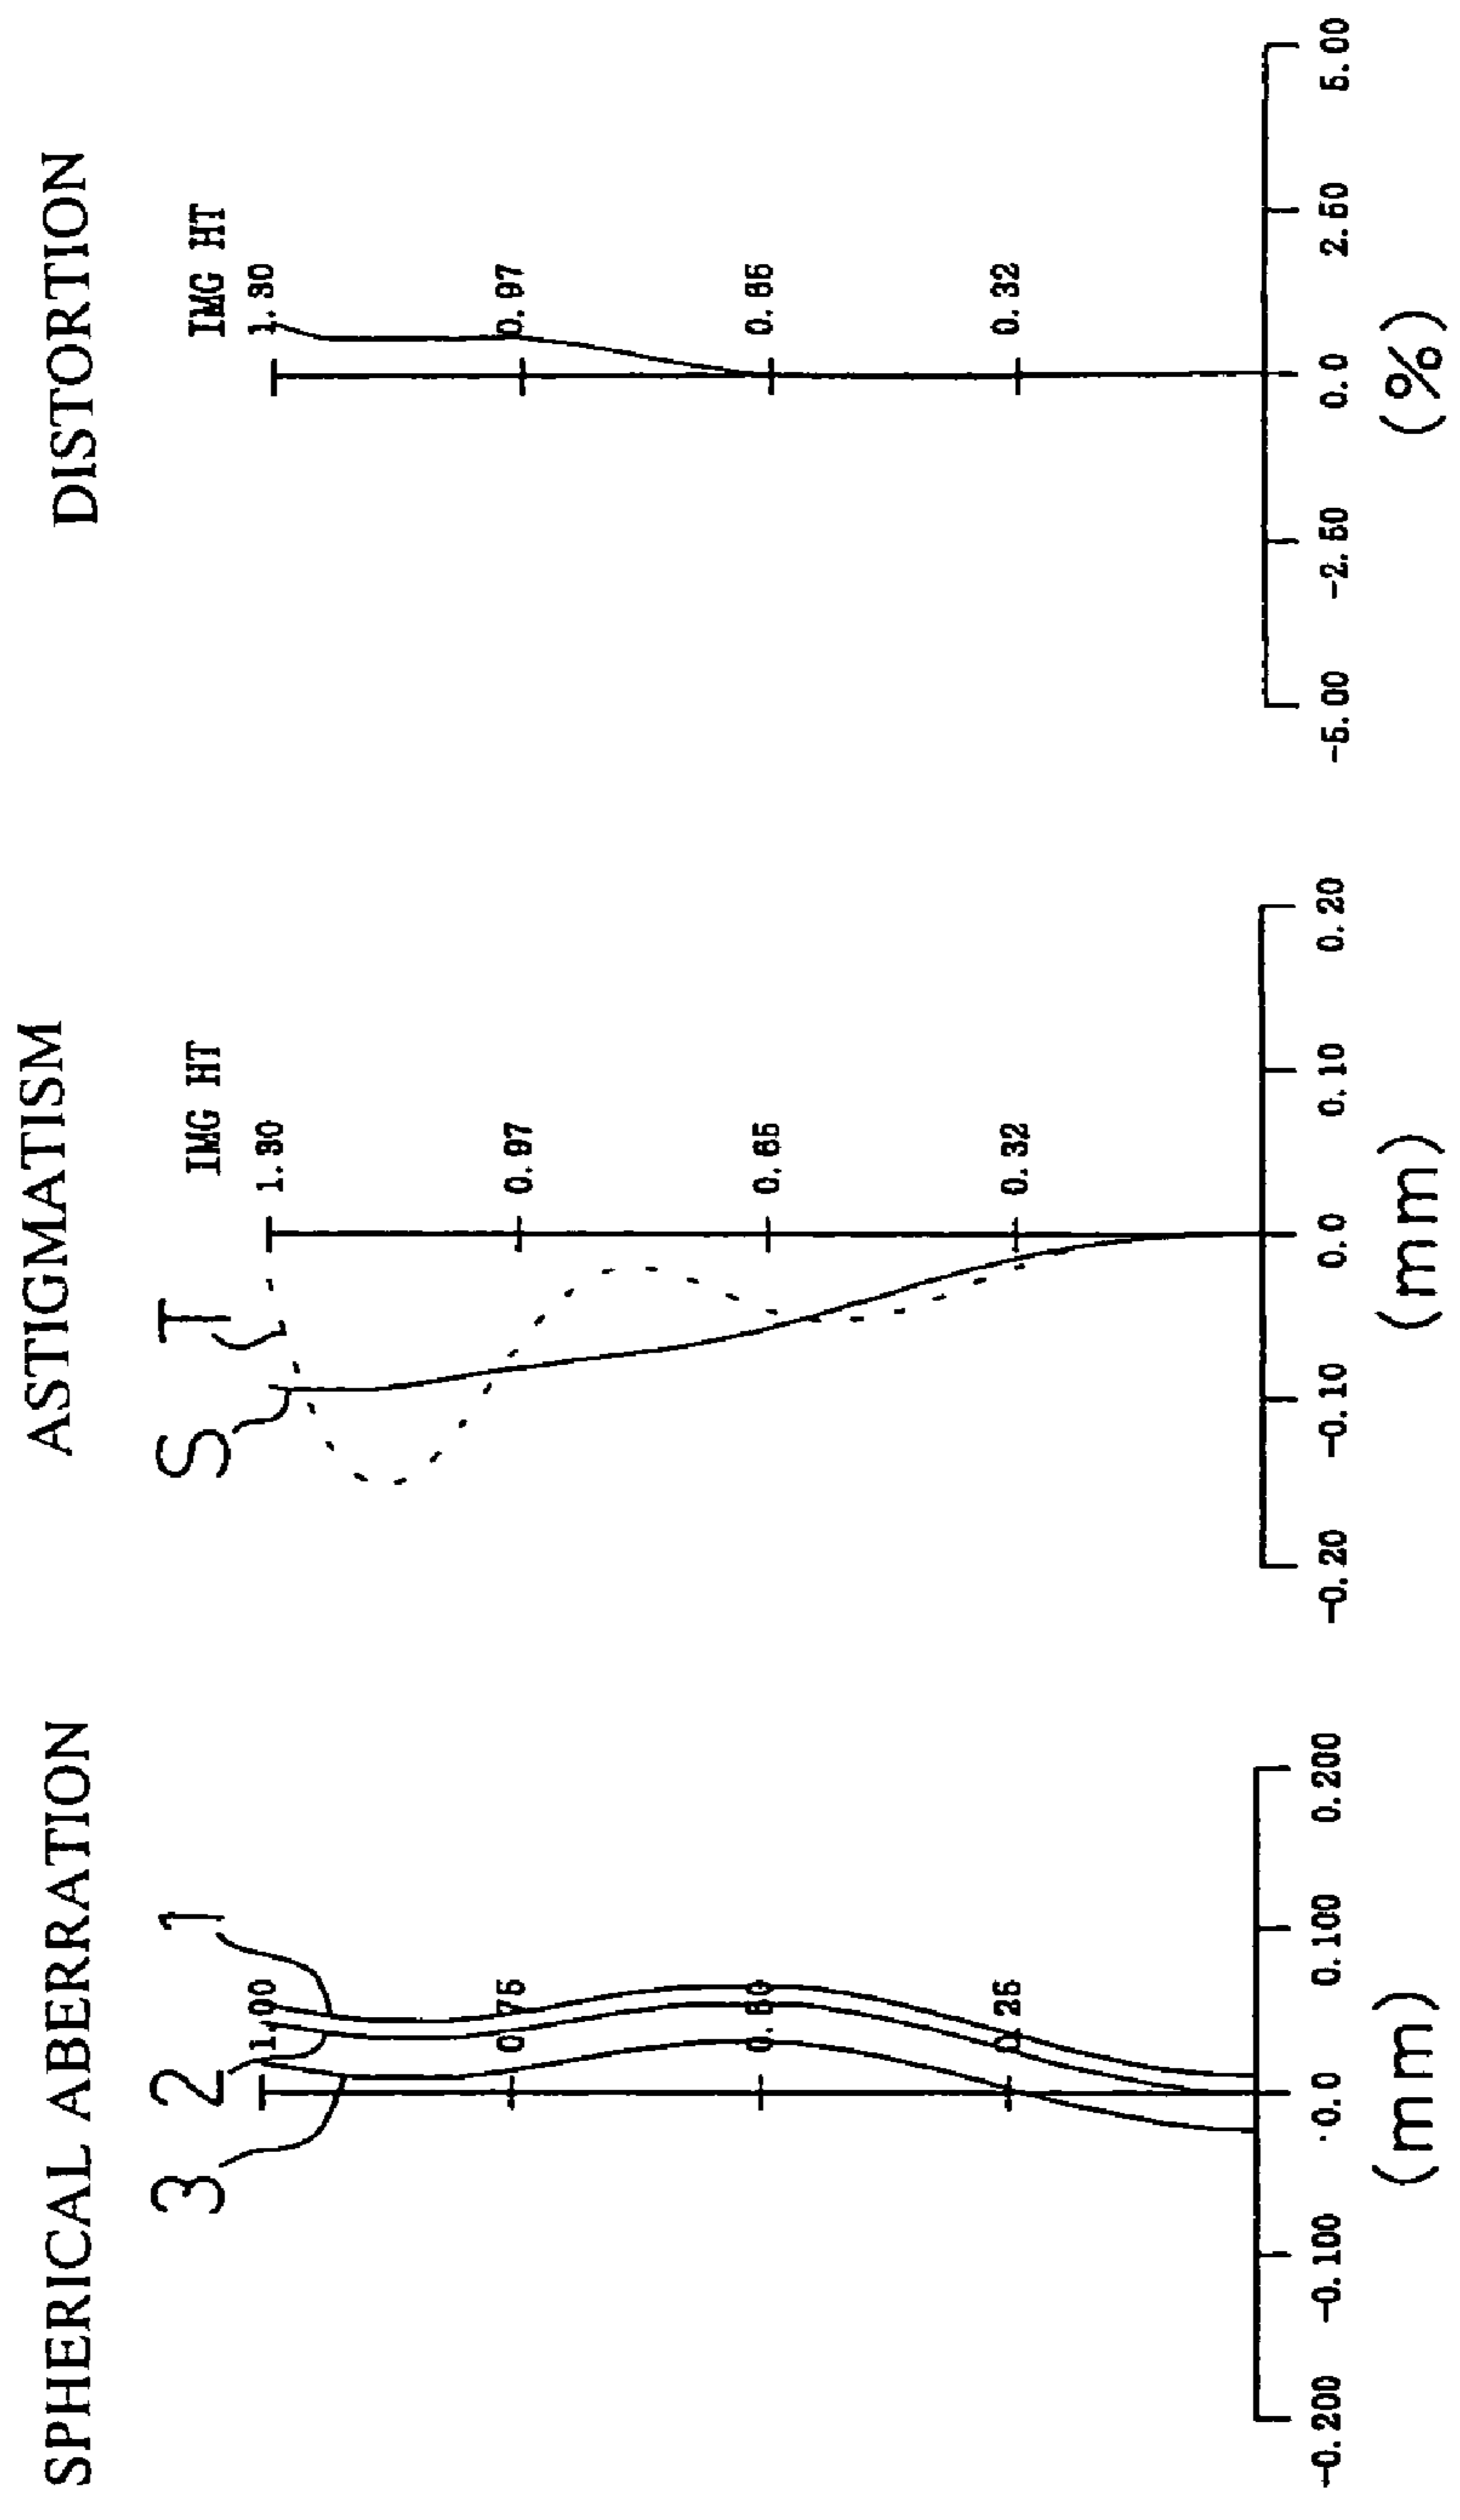 SPHERICAL ABERRATION
3 2 1
1.00
0.75
0.50
0.25
-0.200 -0.100 0.0 0.100 0.200
(mm)
ASTIGMATISM
S T
IMG HT
1.30
0.97
0.65
0.32
-0.20 -0.10 0.0 0.10 0.20
(mm)
DISTORTION
IMG HT
1.30
0.97
0.65
0.32
-5.00 -2.50 0.0 2.50 5.00
(%)